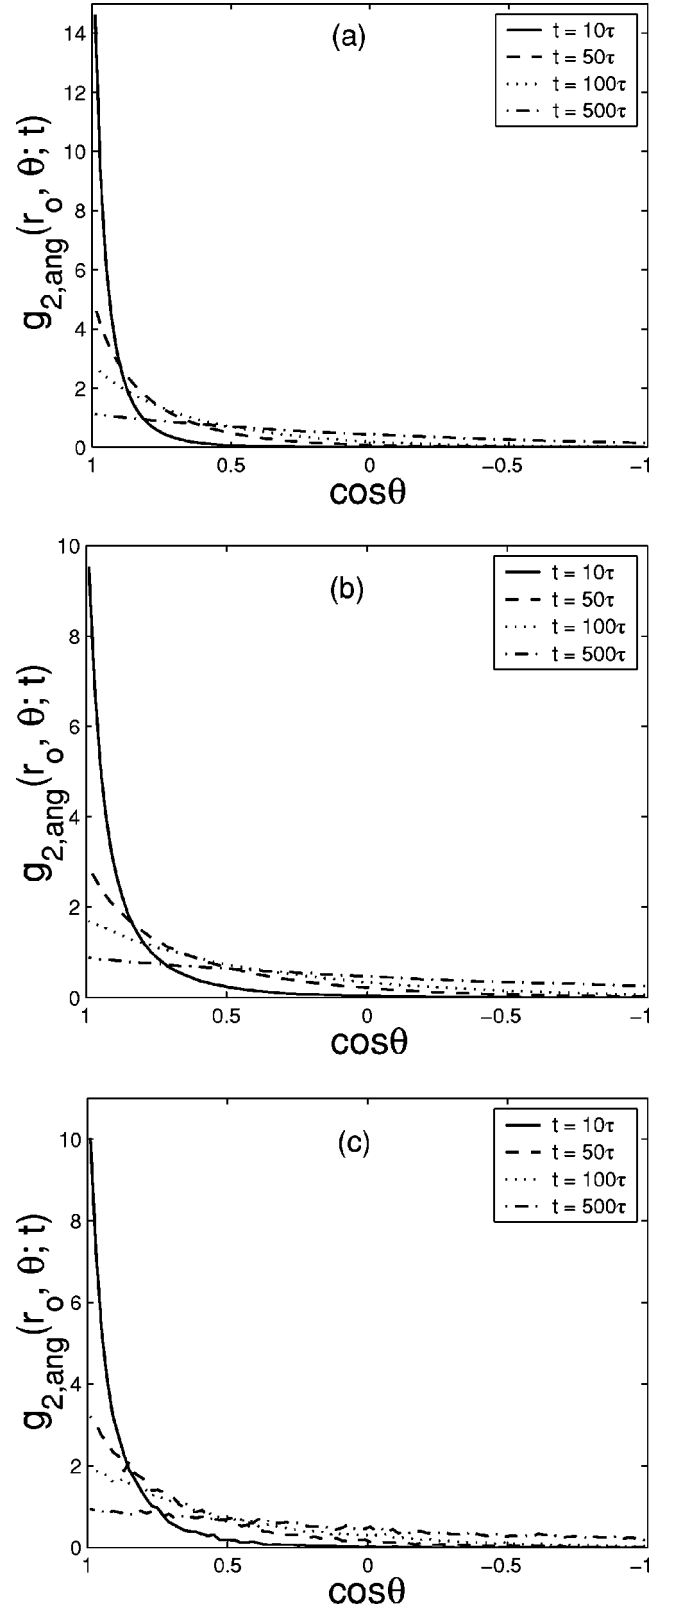 (a)
t = 10τ
t = 50τ
t = 100τ
t = 500τ
14
12
10
8
6
4
2
0
g2,ang(ro, θ; t)
1
0.5
0
−0.5
−1
cosθ
(b)
t = 10τ
t = 50τ
t = 100τ
t = 500τ
10
8
6
4
2
0
g2,ang(ro, θ; t)
1
0.5
0
−0.5
−1
cosθ
(c)
t = 10τ
t = 50τ
t = 100τ
t = 500τ
10
8
6
4
2
0
g2,ang(ro, θ; t)
1
0.5
0
−0.5
−1
cosθ